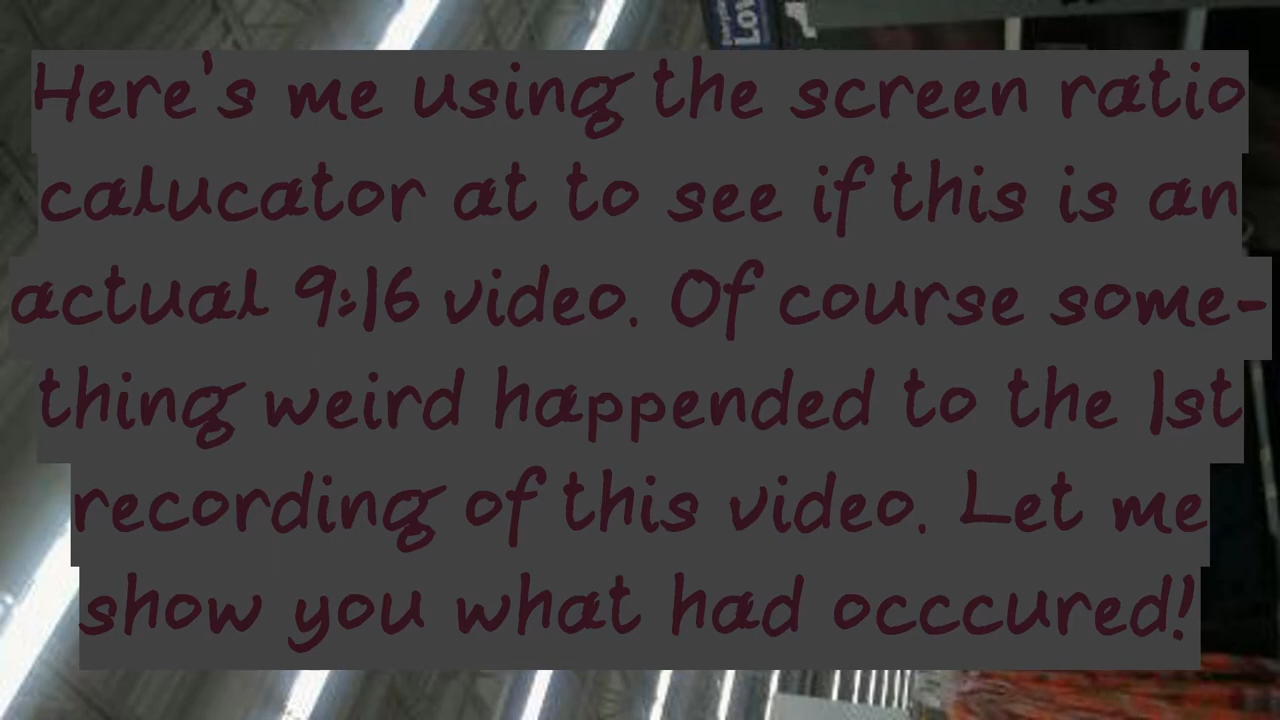 LOW
Here's me using the screen ratio
calucator at to see if this is an
actual 9:16 video. Of course some-
thing weird happended to the 1st
recording of this video. Let me
show you what had occcured!